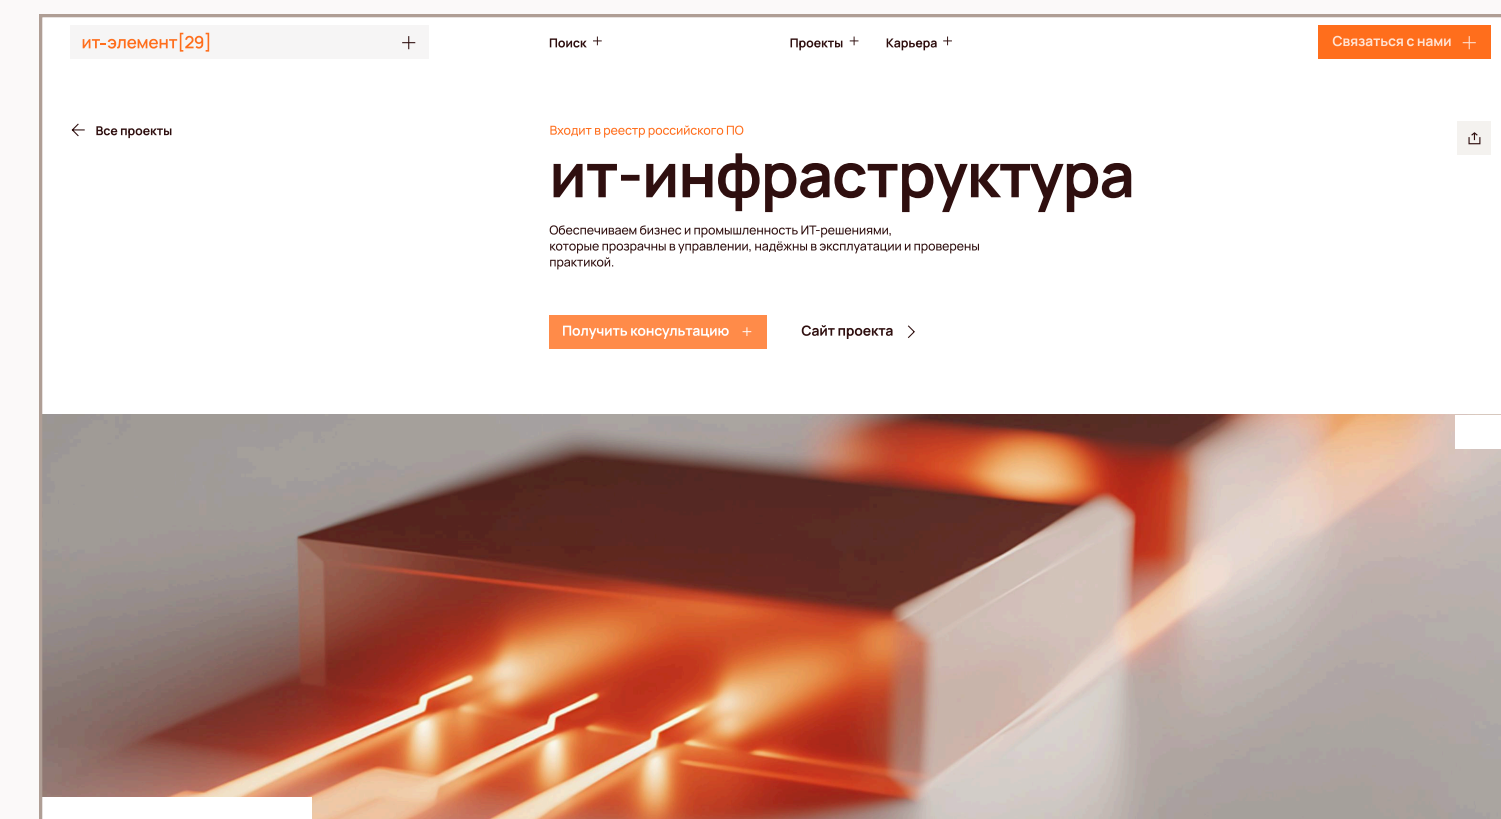 ит-элемент[29]
Поиск
Проекты
Карьера
Связаться с нами
Все проекты
Входит в реестр российского ПО
ит-инфраструктура
Обеспечиваем бизнес и промышленность ИТ-решениями,
которые прозрачны в управлении, надёжны в эксплуатации и проверены
практикой.
Получить консультацию
Сайт проекта